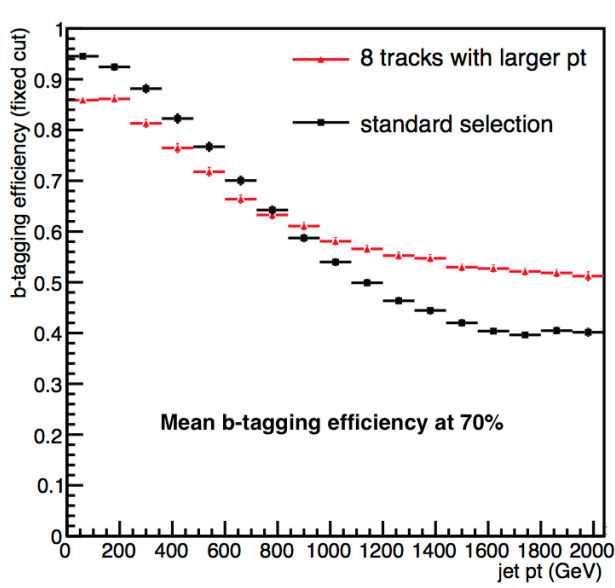 1
0.9
0.8
0.7
0.6
0.5
0.4
0.3
0.2
0.1
0
b-tagging efficiency (fixed cut)
8 tracks with larger pt
standard selection
Mean b-tagging efficiency at 70%
0 200 400 600 800 1000 1200 1400 1600 1800 2000
jet pt (GeV)